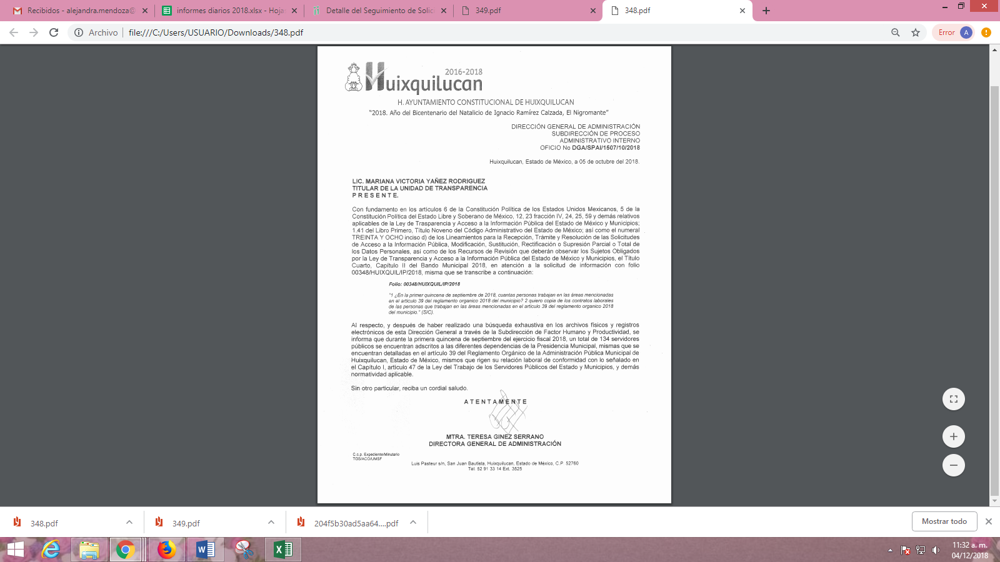 Recibidos - alejandra.mendoza@
informes diarios 2018.xlsx - Hoja
Detalle del Seguimiento de Solic
349.pdf
348.pdf
Archivo
file:///C:/Users/USUARIO/Downloads/348.pdf
Error
A
2016-2018
Huixquilucan
H. AYUNTAMIENTO CONSTITUCIONAL DE HUIXQUILUCAN
"2018. Año del Bicentenario del Natalicio de Ignacio Ramírez Calzada, El Nigromante"
DIRECCIÓN GENERAL DE ADMINISTRACIÓN
SUBDIRECCIÓN DE PROCESO
ADMINISTRATIVO INTERNO
OFICIO No DGA/SPAI/1507/10/2018
Huixquilucan, Estado de México, a 05 de octubre del 2018.
LIC. MARIANA VICTORIA YAÑEZ RODRIGUEZ
TITULAR DE LA UNIDAD DE TRANSPARENCIA
P R E S E N T E.
Con fundamento en los artículos 6 de la Constitución Política de los Estados Unidos Mexicanos, 5 de la
Constitución Política del Estado Libre y Soberano de México, 12, 23 fracción IV, 24, 25, 59 y demás relativos
aplicables de la Ley de Trasparencia y Acceso a la Información Pública del Estado de México y Municipios;
1.41 del Libro Primero, Título Noveno del Código Administrativo del Estado de México; así como el numeral
TREINTA Y OCHO inciso d) de los Lineamientos para la Recepción, Trámite y Resolución de las Solicitudes
de Acceso a la Información Pública, Modificación, Sustitución, Rectificación o Supresión Parcial o Total de
los Datos Personales, así como de los Recursos de Revisión que deberán observar los Sujetos Obligados
por la Ley de Transparencia y Acceso a la Información Pública del Estado de México y Municipios, el Título
Cuarto, Capítulo II del Bando Municipal 2018, en atención a la solicitud de información con folio
00348/HUIXQUIL/IP/2018, misma que se transcribe a continuación:
Folio: 00348/HUIXQUIL/IP/2018
"1 ¿En la primer quincena de septiembre de 2018, cuantas personas trabajan en las áreas mencionadas
en el articulo 39 del reglamento organico 2018 del municipio? 2 quiero copia de los contratos laborales
de las personas que trabajan en las áreas mencionadas en el articulo 39 del reglamento organico 2018
del municipio." (SIC).
Al respecto, y después de haber realizado una búsqueda exhaustiva en los archivos físicos y registros
electrónicos de esta Dirección General a través de la Subdirección de Factor Humano y Productividad, se
informa que durante la primera quincena de septiembre del ejercicio fiscal 2018, un total de 134 servidores
públicos se encuentran adscritos a las diferentes dependencias de la Presidencia Municipal, mismas que se
encuentran detalladas en el artículo 39 del Reglamento Orgánico de la Administración Pública Municipal de
Huixquilucan, Estado de México, mismos que rigen su relación laboral de conformidad con lo señalado en
el Capítulo I, artículo 47 de la Ley del Trabajo de los Servidores Públicos del Estado y Municipios, y demás
normatividad aplicable.
Sin otro particular, reciba un cordial saludo.
A T E N T A M E N T E
MTRA. TERESA GINEZ SERRANO
DIRECTORA GENERAL DE ADMINISTRACIÓN
C.c.p. Expediente/Minutario
TGS/ACO/UMSF
Luis Pasteur s/n, San Juan Bautista, Huixquilucan, Estado de México, C.P. 52760
Tel. 52 91 33 14 Ext, 3525
348.pdf
349.pdf
204f5b30ad5aa64....pdf
Mostrar todo
11:32 a. m.
04/12/2018